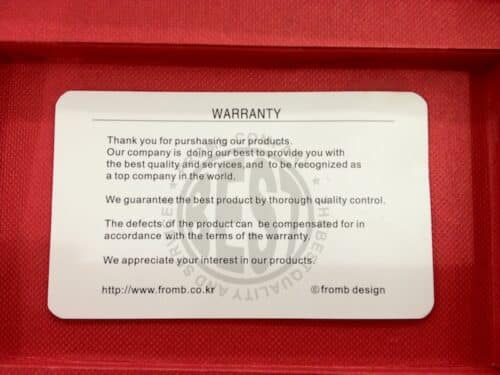 WARRANTY
Thank you for purshasing our products.
Our company is doing our best to provide you with
the best quality and services,and to be recognized as
a top company in the world.
We guarantee the best product by thorough quality control.
The defects of the product can be compensated for in
accordance with the terms of the warranty.
We appreciate your interest in our products.
http://www.fromb.co.kr
©fromb design
BEST